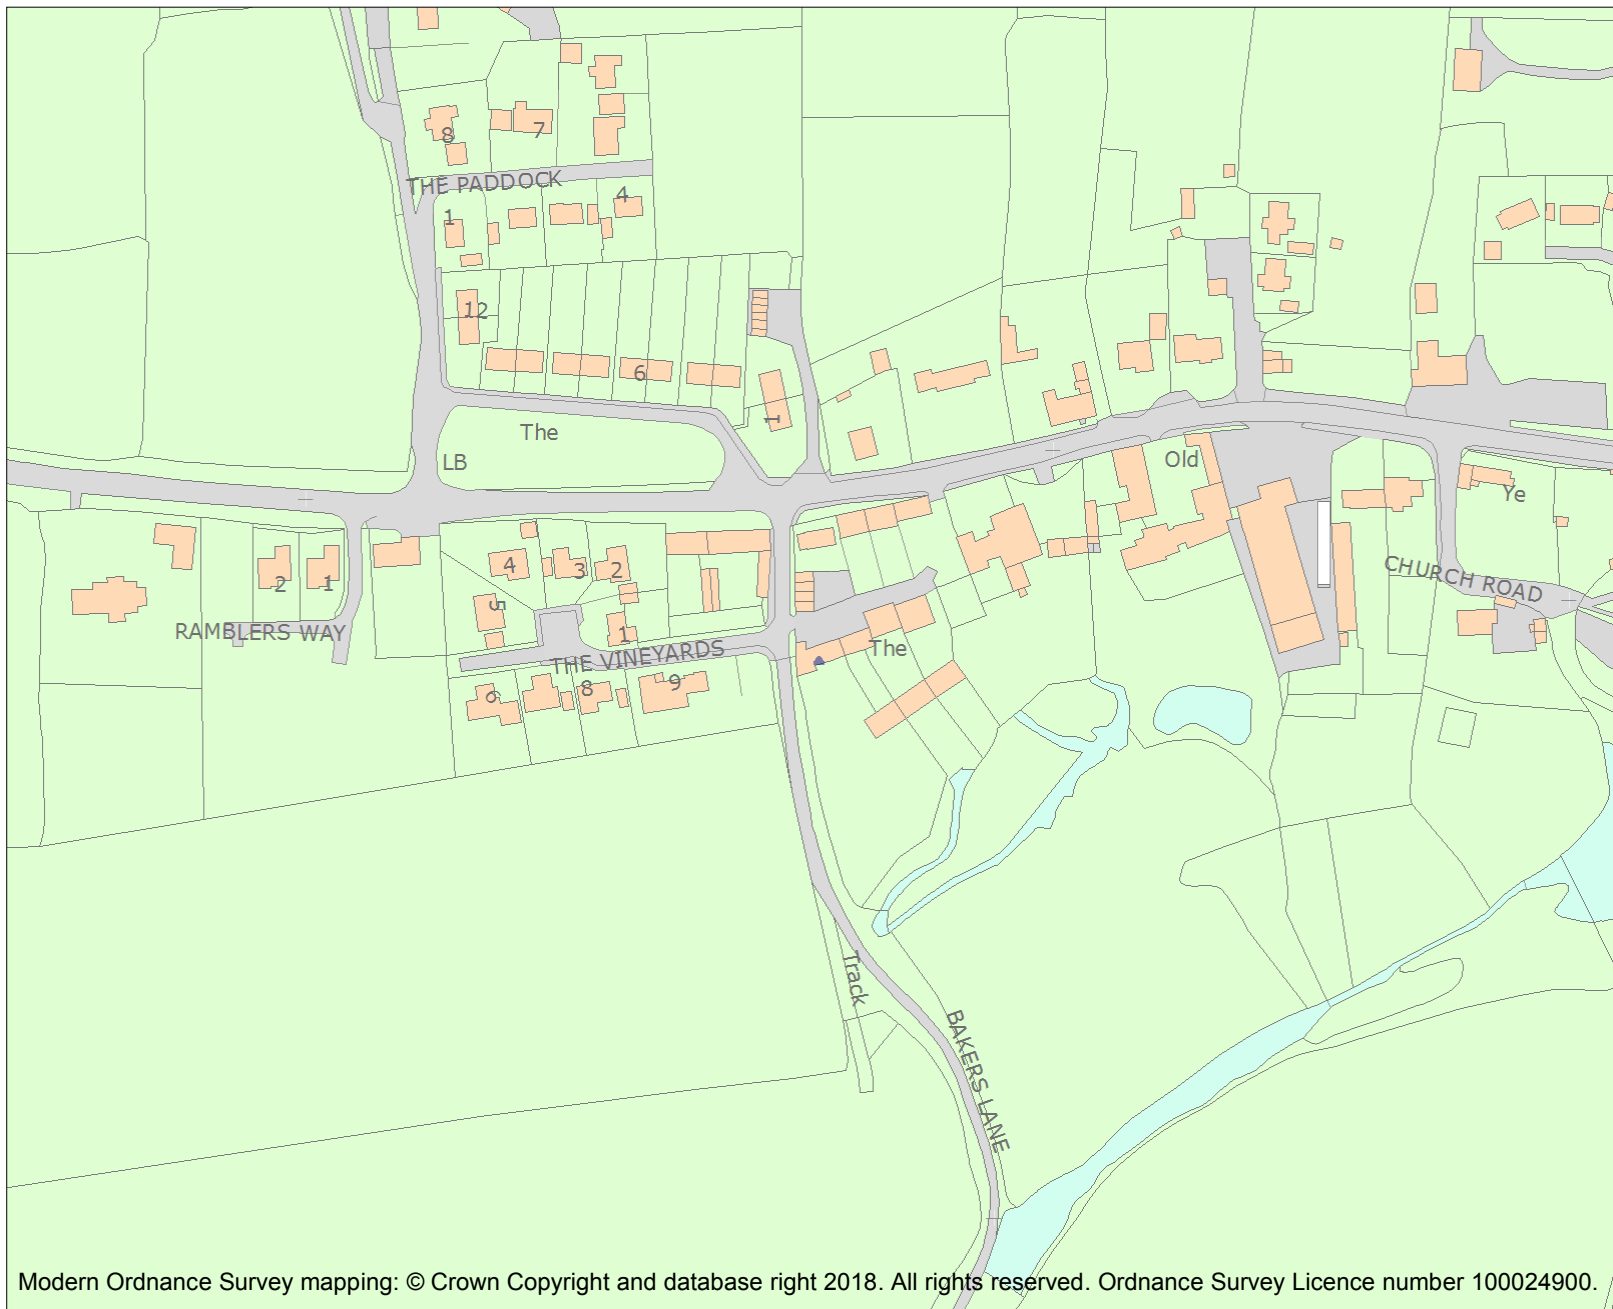 8
7
THE PADDOCK
1
4
12
6
1
The
LB
Old
Ye
4
3
2
2
1
5
1
CHURCH ROAD
RAMBLERS WAY
THE VINEYARDS
The
6
8
9
Track
BAKERS LANE
Modern Ordnance Survey mapping: © Crown Copyright and database right 2018. All rights reserved. Ordnance Survey Licence number 100024900.